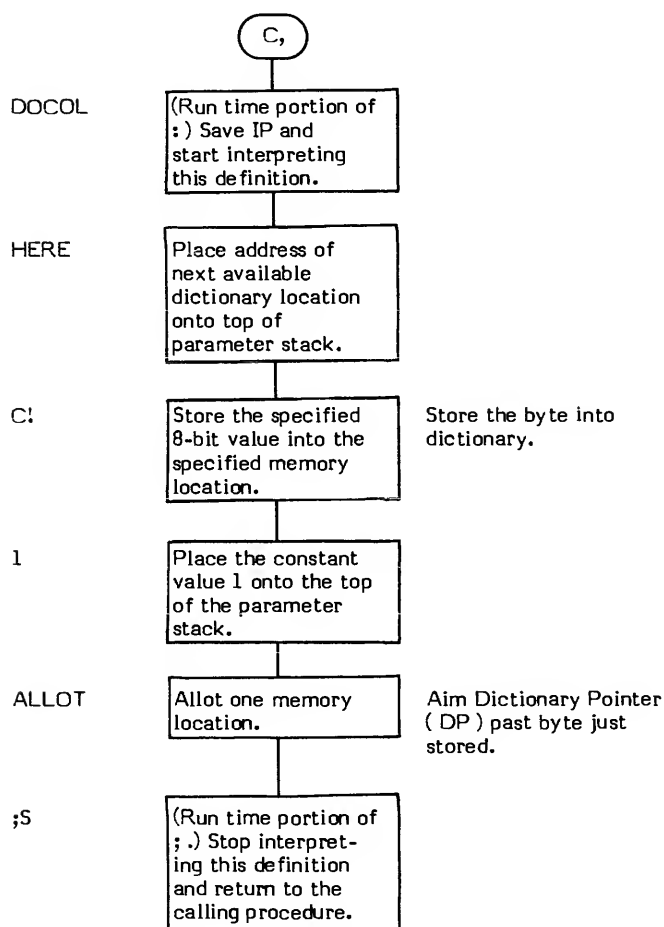 C,
DOCOL
(Run time portion of
: ) Save IP and
start interpreting
this definition.
HERE
Place address of
next available
dictionary location
onto top of
parameter stack.
C!
Store the specified
8-bit value into the
specified memory
location.
Store the byte into
dictionary.
1
Place the constant
value 1 onto the top
of the parameter
stack.
ALLOT
Allot one memory
location.
Aim Dictionary Pointer
( DP ) past byte just
stored.
;S
(Run time portion of
; .) Stop interpret-
ing this definition
and return to the
calling procedure.